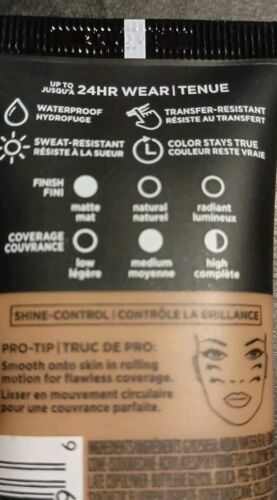 UP TO
JUSQU'À 24HR WEAR | TENUE
WATERPROOF
HYDROFUGE
TRANSFER-RESISTANT
RÉSISTE AU TRANSFERT
SWEAT-RESISTANT
RÉSISTE À LA SUEUR
COLOR STAYS TRUE
COULEUR RESTE VRAIE
FINISH
FINI
matte
mat
natural
naturel
radiant
lumineux
COVERAGE
COUVRANCE
low
légère
medium
moyenne
high
complète
SHINE-CONTROL | CONTRÔLE LA BRILLANCE
PRO-TIP | TRUC DE PRO:
Smooth onto skin in rolling
motion for flawless coverage.
Lisser en mouvement circulaire
pour une couvrance parfaite.